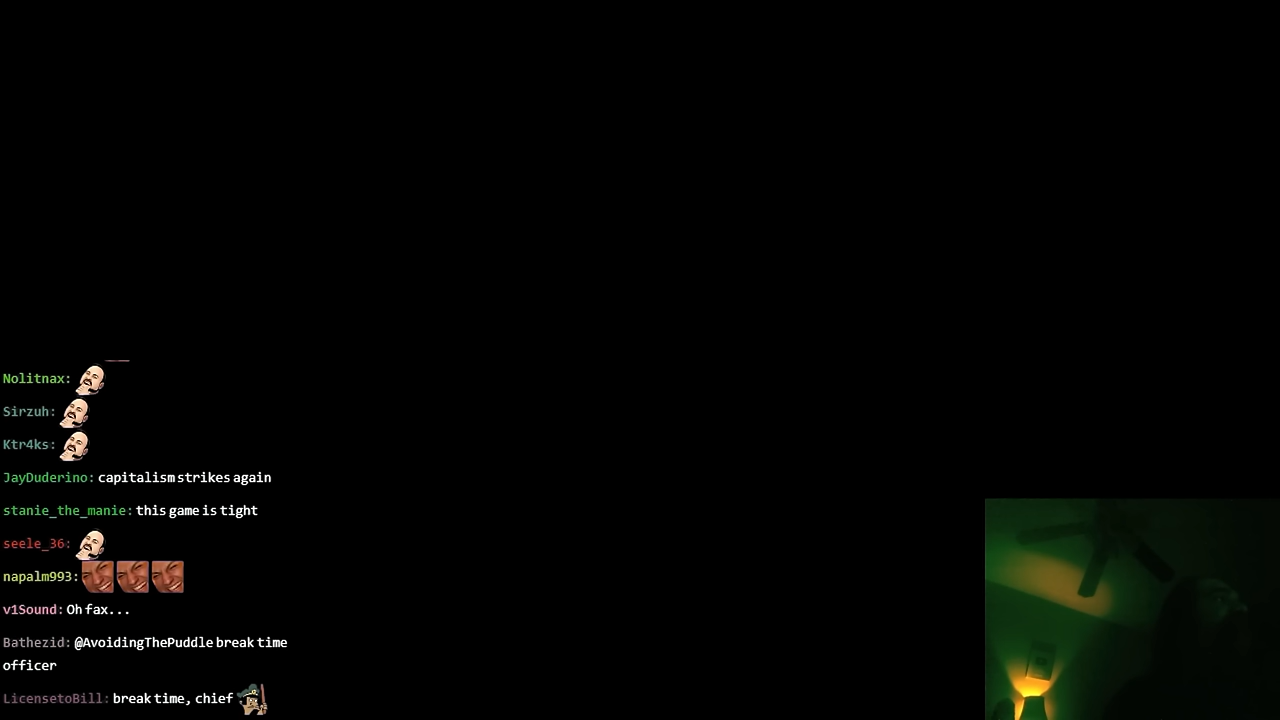 Nolitnax:
Sirzuh:
Ktr4ks:
JayDuderino: capitalism strikes again
stanie_the_manie: this game is tight
seele_36:
napalm993:
v1Sound: Oh fax...
Bathezid: @AvoidingThePuddle break time
officer
LicensetoBill: break time, chief